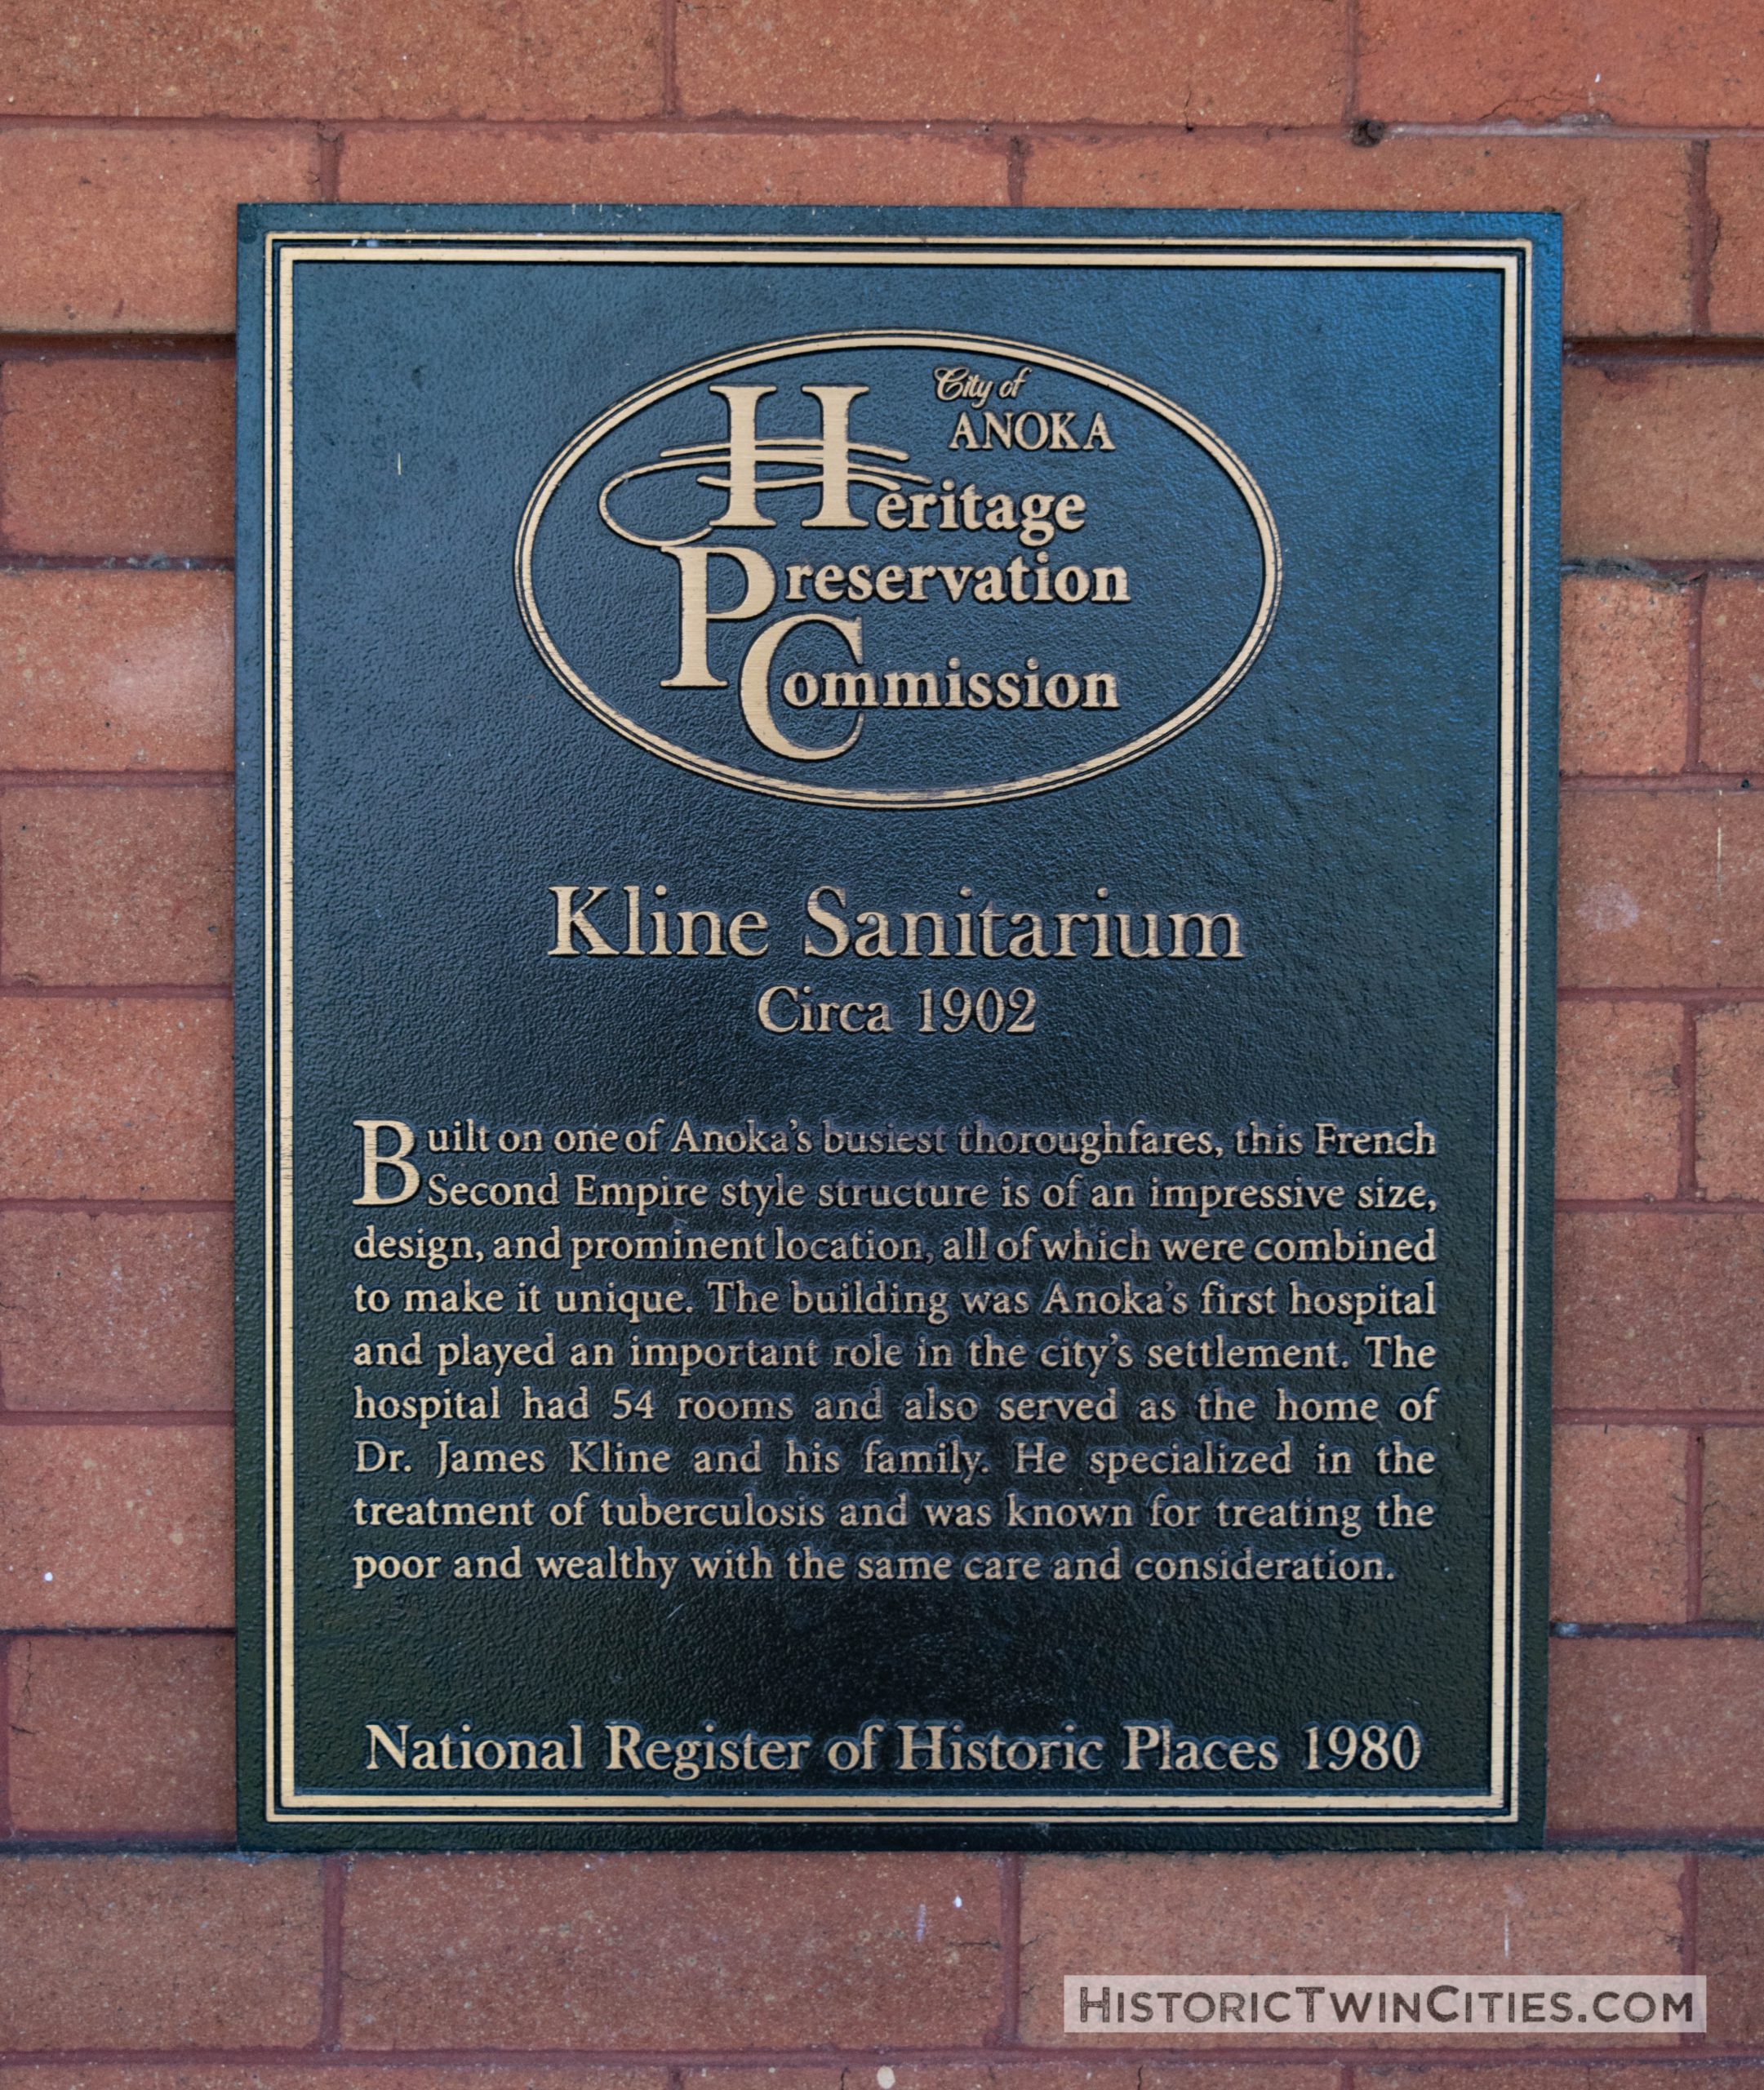 City of
ANOKA
Heritage
Preservation
Commission
Kline Sanitarium
Circa 1902
Built on one of Anoka's busiest thoroughfares, this French
Second Empire style structure is of an impressive size,
design, and prominent location, all of which were combined
to make it unique. The building was Anoka's first hospital
and played an important role in the city's settlement. The
hospital had 54 rooms and also served as the home of
Dr. James Kline and his family. He specialized in the
treatment of tuberculosis and was known for treating the
poor and wealthy with the same care and consideration.
National Register of Historic Places 1980
HISTORICTWINCITIES.COM